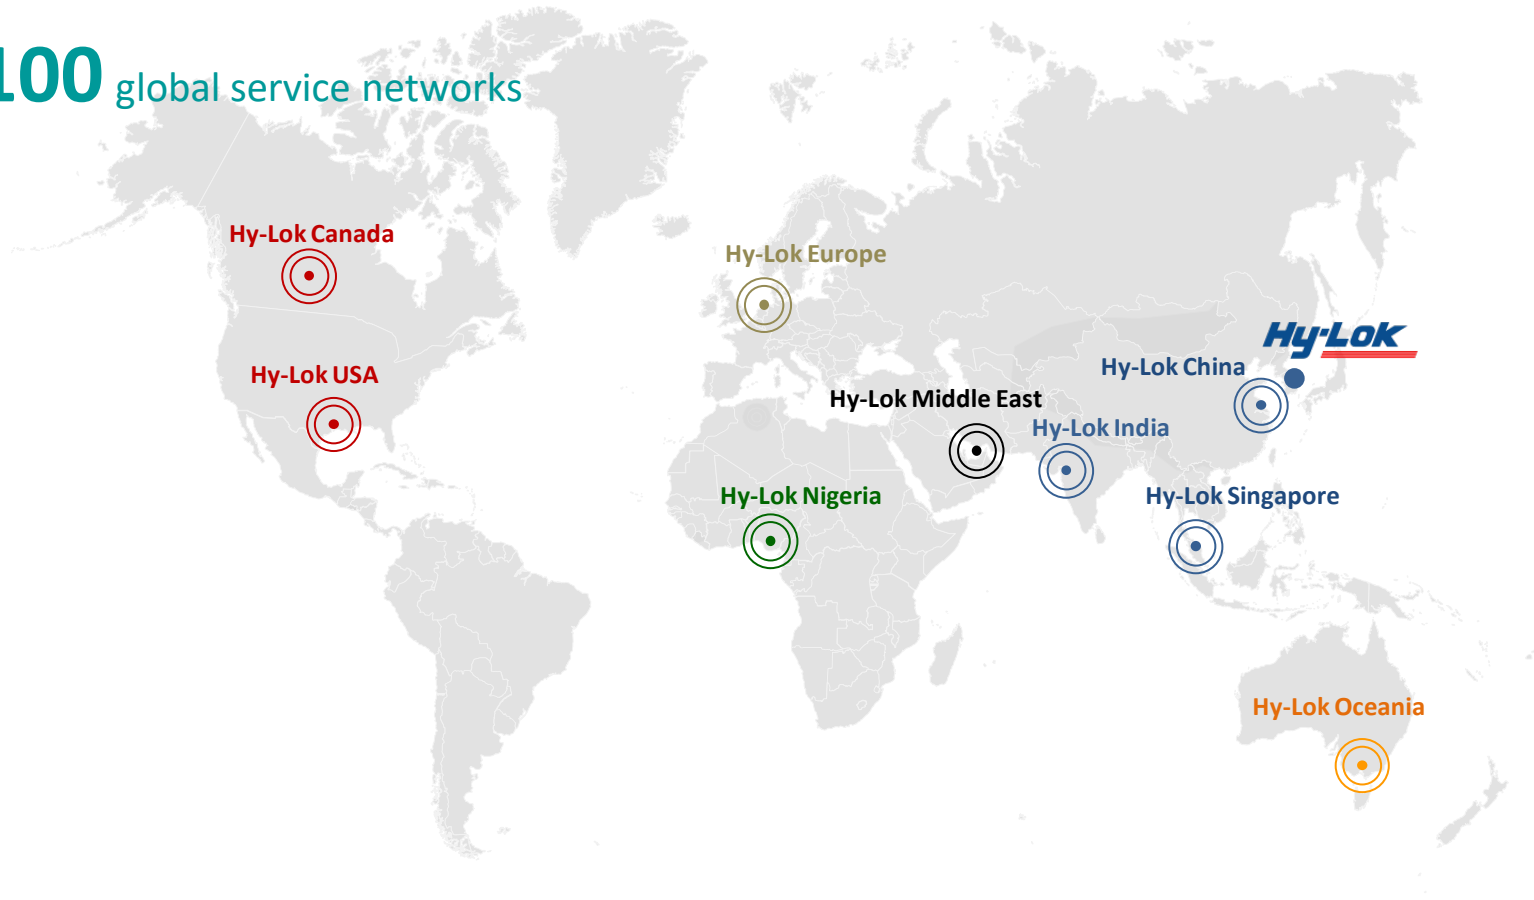 100 global service networks
Hy-Lok Canada
Hy-Lok Europe
Hy-Lok
Hy-Lok China
Hy-Lok USA
Hy-Lok Middle East
Hy-Lok India
Hy-Lok Nigeria
Hy-Lok Singapore
Hy-Lok Oceania